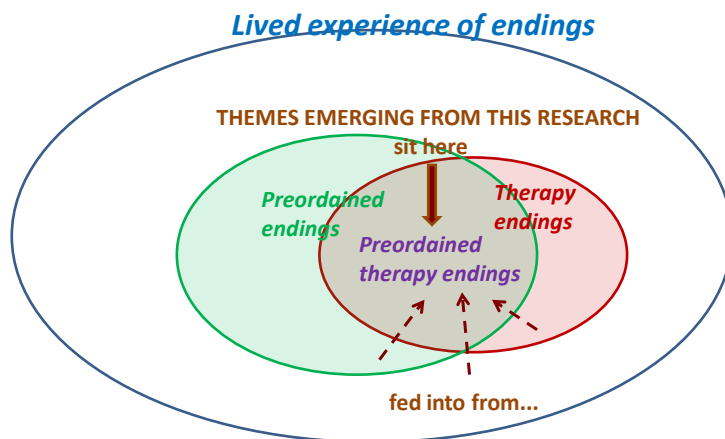 Lived experience of endings
THEMES EMERGING FROM THIS RESEARCH
sit here
Preordained
endings
Therapy
endings
Preordained
therapy endings
fed into from...